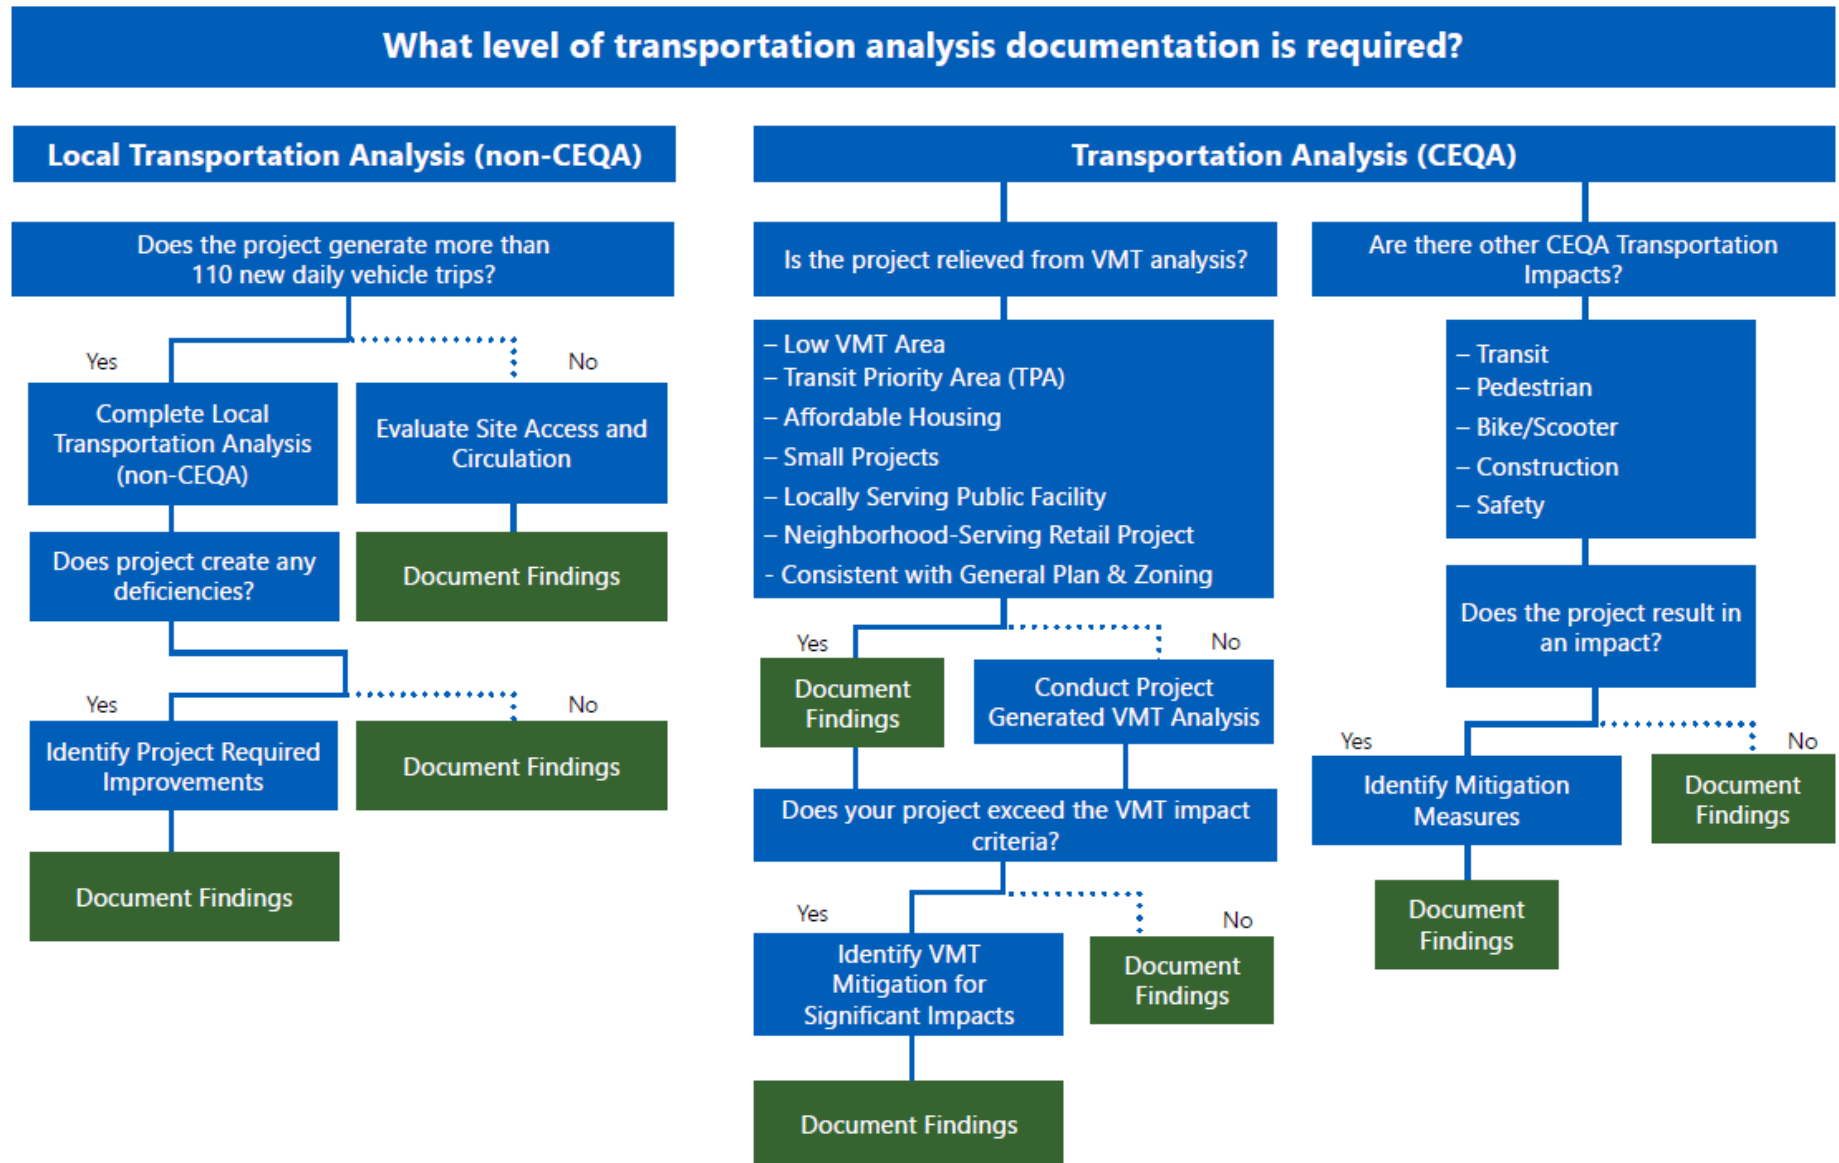 What level of transportation analysis documentation is required?
Local Transportation Analysis (non-CEQA)
Does the project generate more than
110 new daily vehicle trips?
Yes
No
Complete Local
Transportation Analysis
(non-CEQA)
Evaluate Site Access and
Circulation
Does project create any
deficiencies?
Document Findings
Yes
No
Identify Project Required
Improvements
Document Findings
Document Findings
Transportation Analysis (CEQA)
Is the project relieved from VMT analysis?
– Low VMT Area
– Transit Priority Area (TPA)
– Affordable Housing
– Small Projects
– Locally Serving Public Facility
– Neighborhood-Serving Retail Project
- Consistent with General Plan & Zoning
Yes
No
Document
Findings
Conduct Project
Generated VMT Analysis
Does your project exceed the VMT impact
criteria?
Yes
No
Identify VMT
Mitigation for
Significant Impacts
Document
Findings
Document Findings
Are there other CEQA Transportation
Impacts?
– Transit
– Pedestrian
– Bike/Scooter
– Construction
– Safety
Does the project result in
an impact?
Yes
No
Identify Mitigation
Measures
Document
Findings
Document
Findings